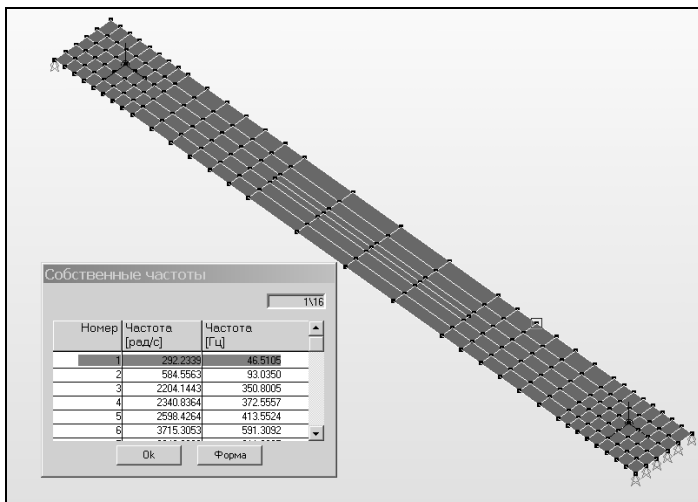 Собственные частоты
1\16
Номер Частота [рад/с] Частота [Гц]
1 292.2339 46.5105
2 584.5563 93.0350
3 2204.1443 350.8005
4 2340.8364 372.5557
5 2598.4264 413.5524
6 3715.3053 591.3092
Ok Форма